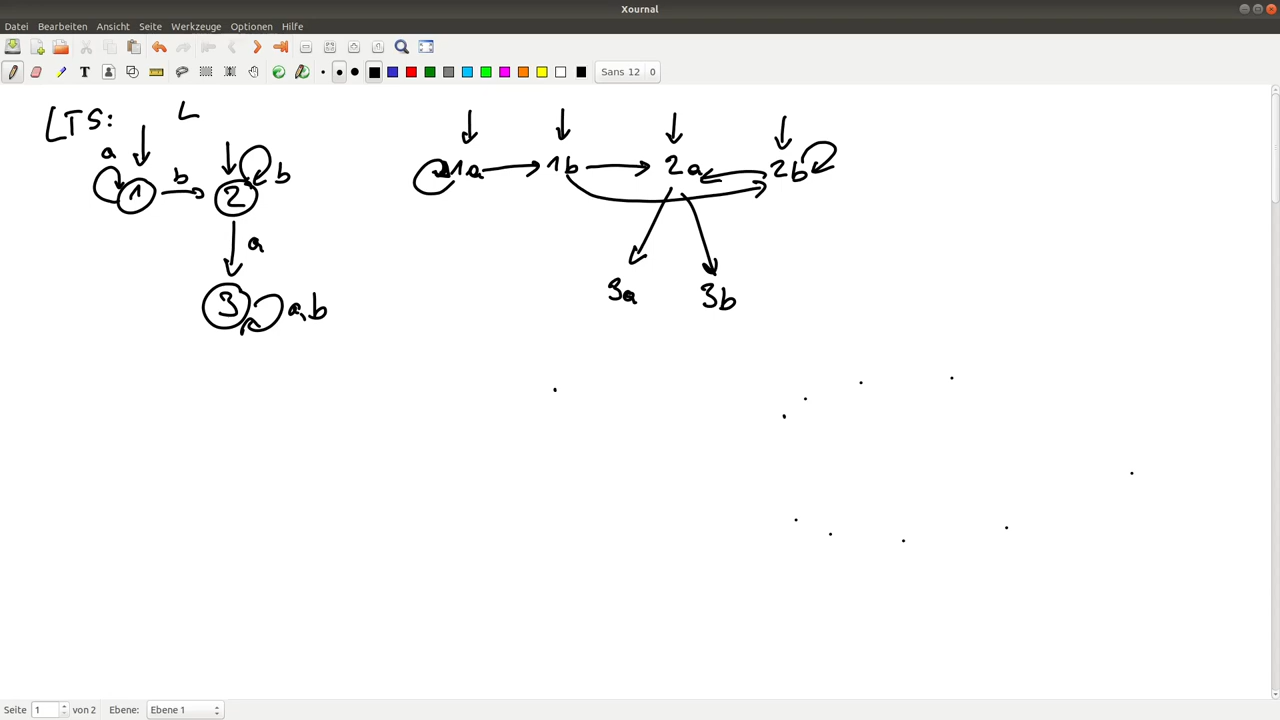 Xournal
Datei Bearbeiten Ansicht Seite Werkzeuge Optionen Hilfe
Sans 12 0
LTS: L
a 1 b 2 b
a
3 a,b
1a 1b 2a 2b
3a 3b
Seite 1 von 2 Ebene: Ebene 1